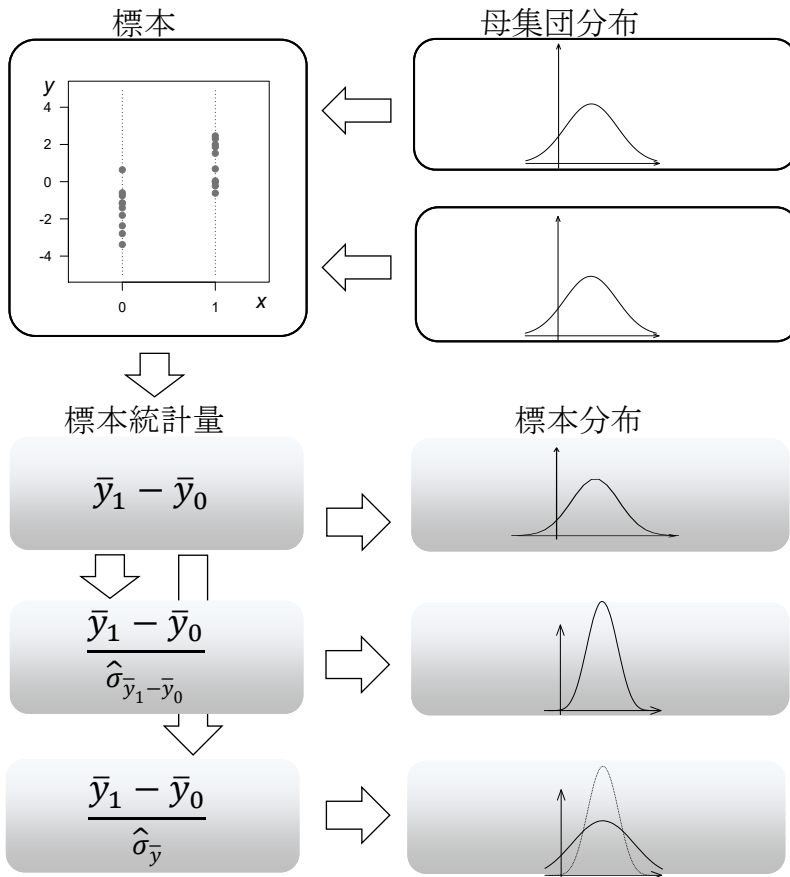 標本
母集団分布
y
4
2
0
-2
-4
0 1
x
標本統計量
標本分布
ȳ₁ − ȳ₀
ȳ₁ − ȳ₀
σ̂_ȳ₁−ȳ₀
ȳ₁ − ȳ₀
σ̂_ȳ